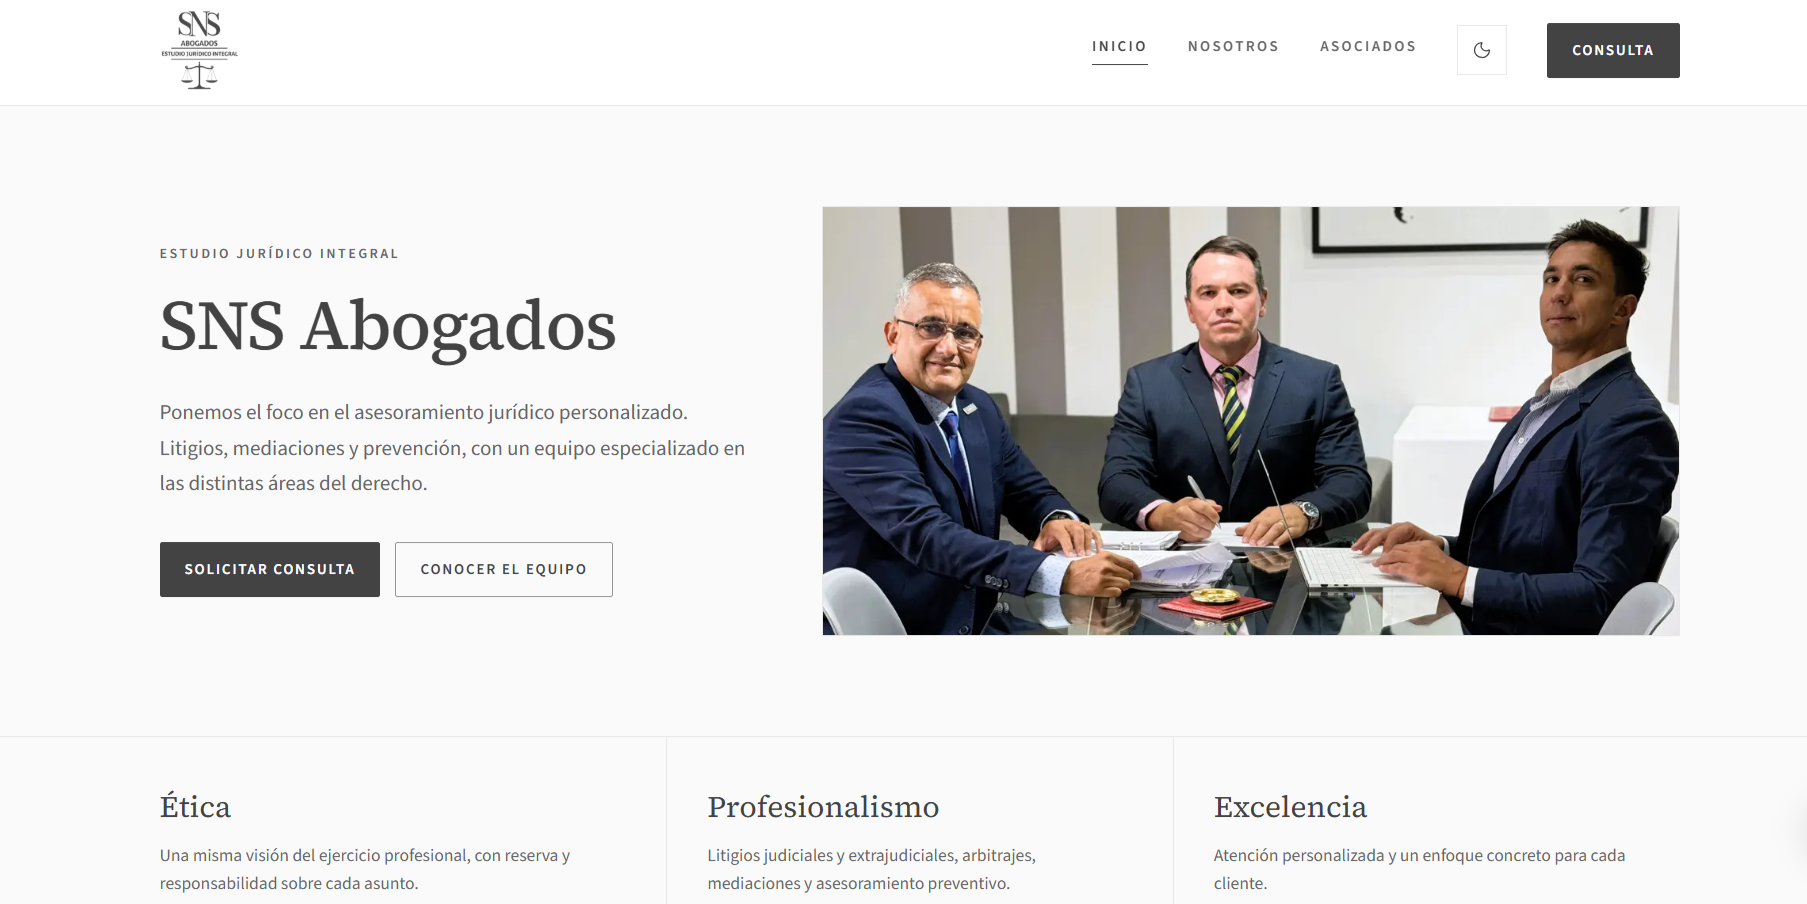 SNS
ABOGADOS
ESTUDIO JURÍDICO INTEGRAL
INICIO
NOSOTROS
ASOCIADOS
CONSULTA
ESTUDIO JURÍDICO INTEGRAL
SNS Abogados
Ponemos el foco en el asesoramiento jurídico personalizado.
Litigios, mediaciones y prevención, con un equipo especializado en
las distintas áreas del derecho.
SOLICITAR CONSULTA
CONOCER EL EQUIPO
Ética
Una misma visión del ejercicio profesional, con reserva y
responsabilidad sobre cada asunto.
Profesionalismo
Litigios judiciales y extrajudiciales, arbitrajes,
mediaciones y asesoramiento preventivo.
Excelencia
Atención personalizada y un enfoque concreto para cada
cliente.